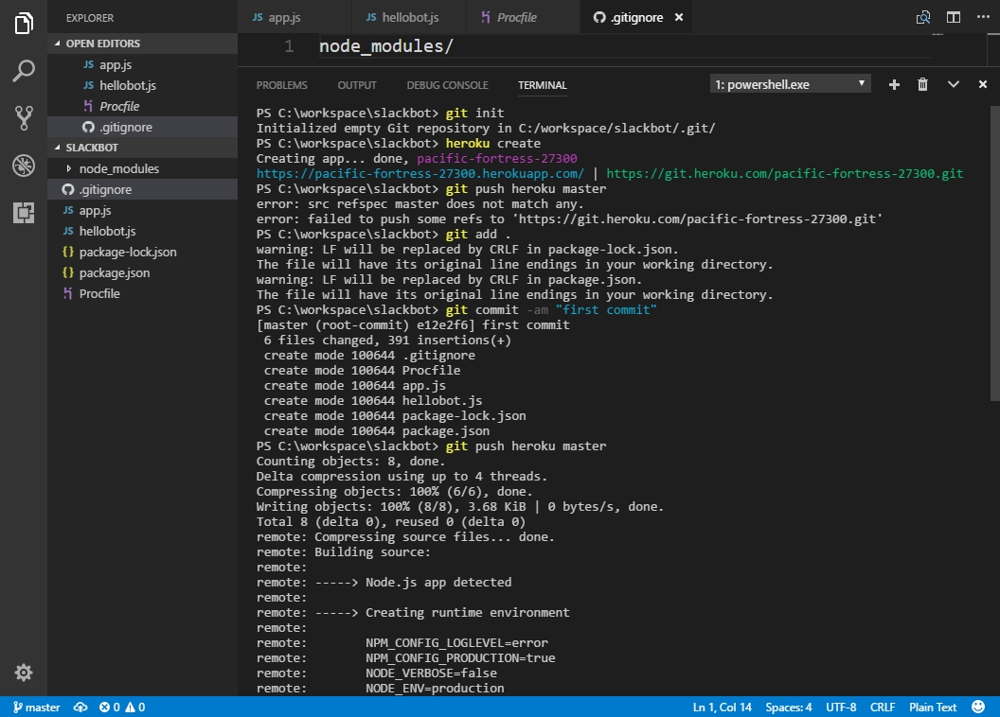 EXPLORER
OPEN EDITORS
JS app.js
JS hellobot.js
Procfile
.gitignore
SLACKBOT
node_modules
.gitignore
JS app.js
JS hellobot.js
{} package-lock.json
{} package.json
Procfile
JS app.js JS hellobot.js Procfile .gitignore
1 node_modules/
PROBLEMS OUTPUT DEBUG CONSOLE TERMINAL 1: powershell.exe
PS C:\workspace\slackbot> git init
Initialized empty Git repository in C:/workspace/slackbot/.git/
PS C:\workspace\slackbot> heroku create
Creating app... done, pacific-fortress-27300
https://pacific-fortress-27300.herokuapp.com/ | https://git.heroku.com/pacific-fortress-27300.git
PS C:\workspace\slackbot> git push heroku master
error: src refspec master does not match any.
error: failed to push some refs to 'https://git.heroku.com/pacific-fortress-27300.git'
PS C:\workspace\slackbot> git add .
warning: LF will be replaced by CRLF in package-lock.json.
The file will have its original line endings in your working directory.
warning: LF will be replaced by CRLF in package.json.
The file will have its original line endings in your working directory.
PS C:\workspace\slackbot> git commit -am "first commit"
[master (root-commit) e12e2f6] first commit
 6 files changed, 391 insertions(+)
 create mode 100644 .gitignore
 create mode 100644 Procfile
 create mode 100644 app.js
 create mode 100644 hellobot.js
 create mode 100644 package-lock.json
 create mode 100644 package.json
PS C:\workspace\slackbot> git push heroku master
Counting objects: 8, done.
Delta compression using up to 4 threads.
Compressing objects: 100% (6/6), done.
Writing objects: 100% (8/8), 3.68 KiB | 0 bytes/s, done.
Total 8 (delta 0), reused 0 (delta 0)
remote: Compressing source files... done.
remote: Building source:
remote:
remote: -----> Node.js app detected
remote:
remote: -----> Creating runtime environment
remote:
remote:        NPM_CONFIG_LOGLEVEL=error
remote:        NPM_CONFIG_PRODUCTION=true
remote:        NODE_VERBOSE=false
remote:        NODE_ENV=production
master 0 0 Ln 1, Col 14 Spaces: 4 UTF-8 CRLF Plain Text